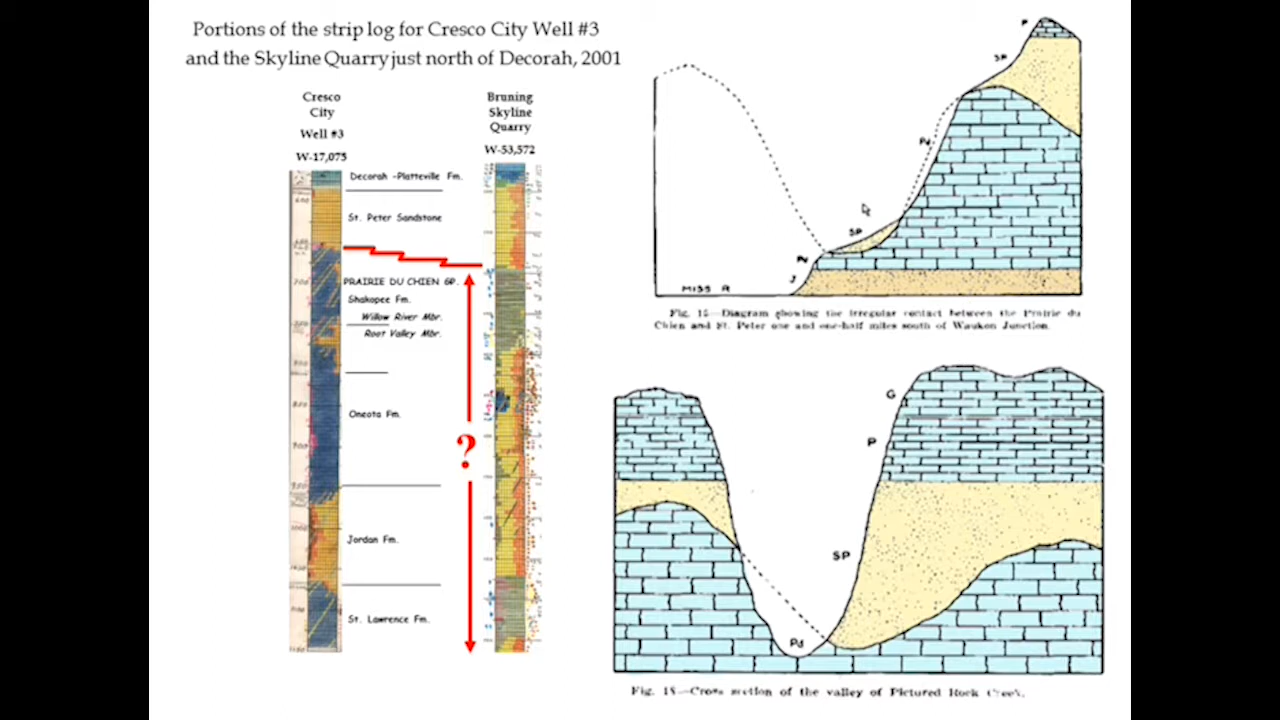 Portions of the strip log for Cresco City Well #3
and the Skyline Quarry just north of Decorah, 2001
Cresco
City
Well #3
W-17,075
Bruning
Skyline
Quarry
W-53,572
Decorah -Platteville Fm.
St. Peter Sandstone
PRAIRIE DU CHIEN GP.
Shakopee Fm.
Willow River Mbr.
Root Valley Mbr.
Oneota Fm.
?
Jordan Fm.
St. Lawrence Fm.
P
SP
Pd
SP
Pd
J
MISS R
Fig. 15—Diagram showing the irregular contact between the Prairie du
Chien and St. Peter one and one-half miles south of Waukon Junction.
G
P
SP
Pd
Fig. 18—Cross section of the valley of Pictured Rock Creek.